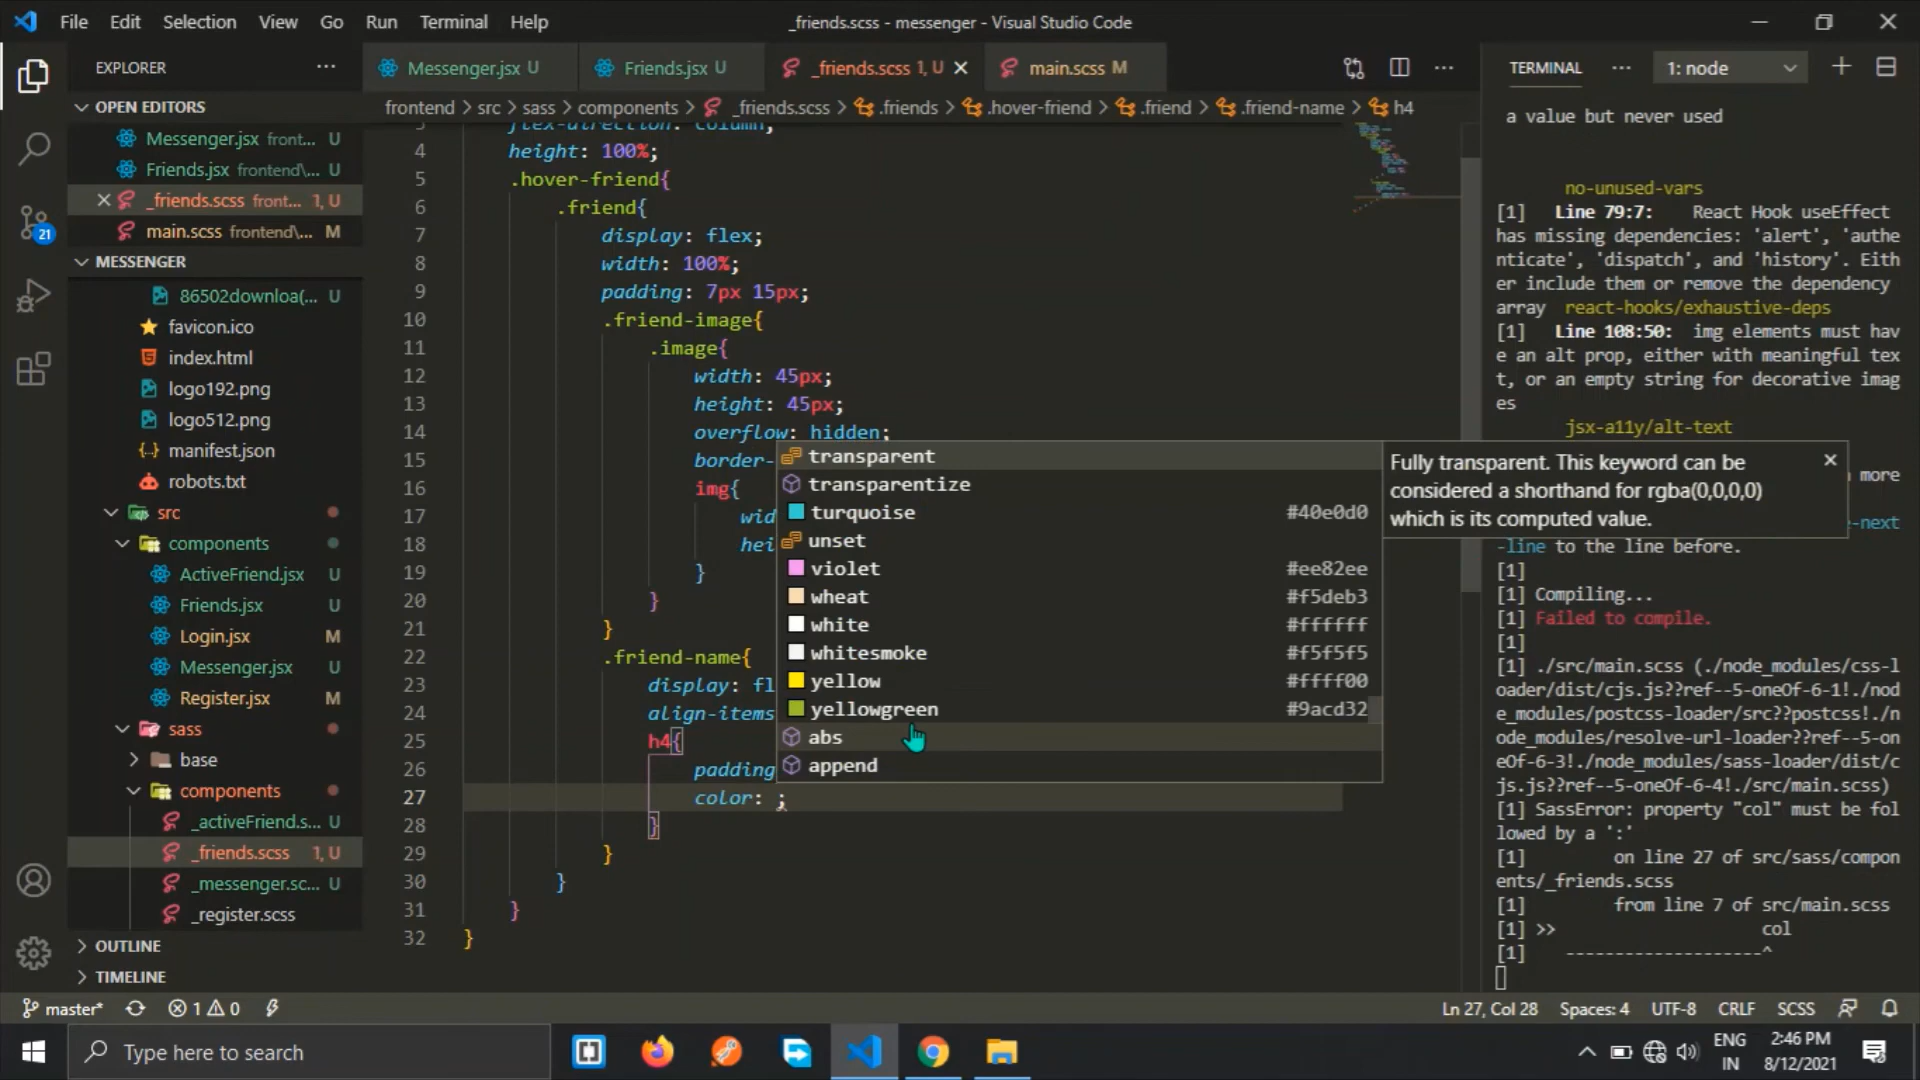 File Edit Selection View Go Run Terminal Help
_friends.scss - messenger - Visual Studio Code
EXPLORER
OPEN EDITORS
Messenger.jsx front... U
Friends.jsx frontend\... U
_friends.scss front... 1, U
main.scss frontend\... M
MESSENGER
86502downloa(... U
favicon.ico
index.html
logo192.png
logo512.png
manifest.json
robots.txt
src
components
ActiveFriend.jsx U
Friends.jsx U
Login.jsx M
Messenger.jsx U
Register.jsx M
sass
base
components
_activeFriend.s... U
_friends.scss 1, U
_messenger.sc... U
_register.scss
OUTLINE
TIMELINE
Messenger.jsx U
Friends.jsx U
_friends.scss 1, U
main.scss M
frontend > src > sass > components > _friends.scss > .friends > .hover-friend > .friend > .friend-name > h4
flex-direction: column;
4 height: 100%;
5 .hover-friend{
6 .friend{
7 display: flex;
8 width: 100%;
9 padding: 7px 15px;
10 .friend-image{
11 .image{
12 width: 45px;
13 height: 45px;
14 overflow: hidden;
15 border-
16 img{
17 wid
18 hei
19 }
20 }
21 }
22 .friend-name{
23 display: fl
24 align-items
25 h4{
26 padding
27 color: ;
28 }
29 }
30 }
31 }
32 }
transparent
transparentize
turquoise #40e0d0
unset
violet #ee82ee
wheat #f5deb3
white #ffffff
whitesmoke #f5f5f5
yellow #ffff00
yellowgreen #9acd32
abs
append
Fully transparent. This keyword can be
considered a shorthand for rgba(0,0,0,0)
which is its computed value.
TERMINAL
1: node
a value but never used
no-unused-vars
[1] Line 79:7: React Hook useEffect
has missing dependencies: 'alert', 'authe
nticate', 'dispatch', and 'history'. Eith
er include them or remove the dependency
array react-hooks/exhaustive-deps
[1] Line 108:50: img elements must hav
e an alt prop, either with meaningful tex
t, or an empty string for decorative imag
es
jsx-a11y/alt-text
more
-next
-line to the line before.
[1]
[1] Compiling...
[1] Failed to compile.
[1]
[1] ./src/main.scss (./node_modules/css-l
oader/dist/cjs.js??ref--5-oneOf-6-1!./nod
e_modules/postcss-loader/src??postcss!./n
ode_modules/resolve-url-loader??ref--5-on
eOf-6-3!./node_modules/sass-loader/dist/c
js.js??ref--5-oneOf-6-4!./src/main.scss)
[1] SassError: property "col" must be fol
lowed by a ':'
[1] on line 27 of src/sass/compon
ents/_friends.scss
[1] from line 7 of src/main.scss
[1] >> col
[1] --------------------^
21
master*
1 0
Ln 27, Col 28 Spaces: 4 UTF-8 CRLF SCSS
Type here to search
ENG
IN
2:46 PM
8/12/2021